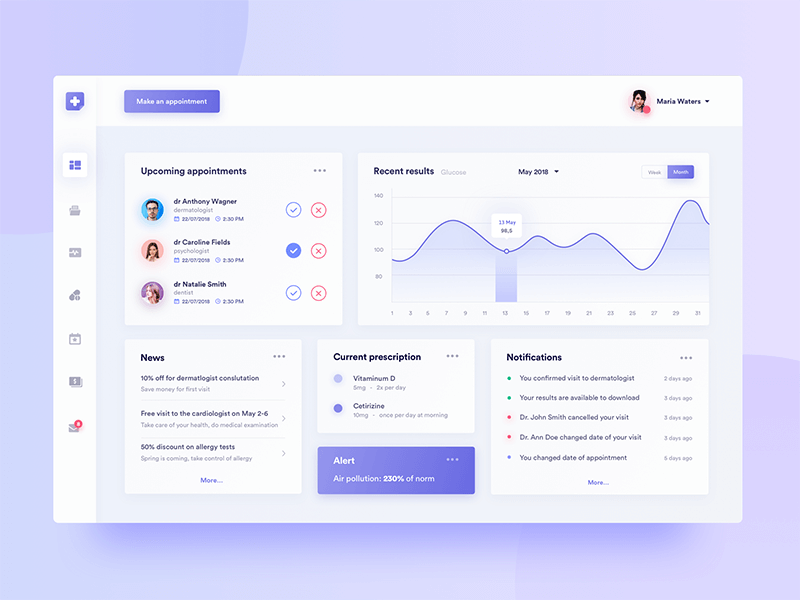 Make an appointment
Maria Waters
Upcoming appointments
dr Anthony Wagner
dermatologist
22/07/2018 2:30 PM
dr Caroline Fields
psychologist
22/07/2018 2:30 PM
dr Natalie Smith
dentist
22/07/2018 2:30 PM
Recent results Glucose May 2018 Week Month
140
120
100
80
13 May
98,5
1 3 5 7 9 11 13 15 17 19 21 23 25 27 29 31
News
10% off for dermatlogist conslutation
Save money for first visit
Free visit to the cardiologist on May 2-6
Take care of your health, do medical examination
50% discount on allergy tests
Spring is coming, take control of allergy
More...
Current prescription
Vitaminum D
5mg • 2x per day
Cetirizine
10mg • once per day at morning
Alert
Air pollution: 230% of norm
Notifications
You confirmed visit to dermatologist 2 days ago
Your results are available to download 3 days ago
Dr. John Smith cancelled your visit 3 days ago
Dr. Ann Doe changed date of your visit 3 days ago
You changed date of appointment 5 days ago
More...